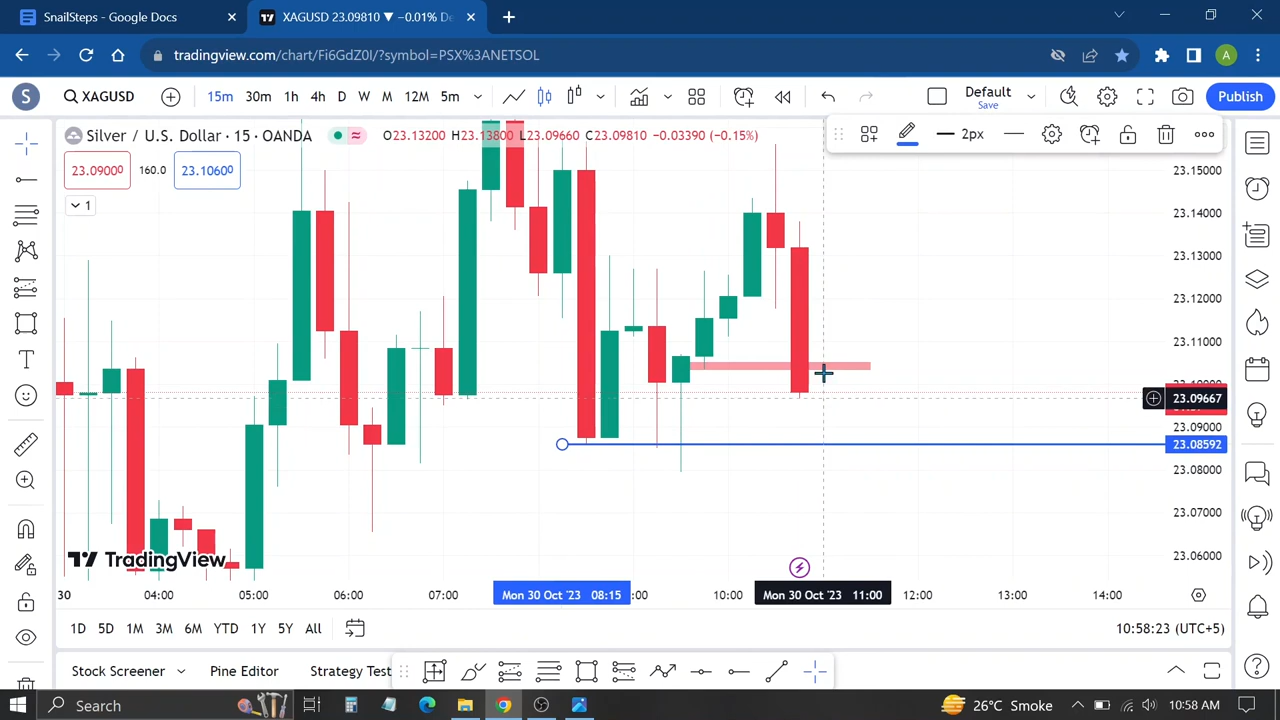 SnailSteps - Google Docs
XAGUSD 23.09810 ▼ −0.01% De
tradingview.com/chart/Fi6GdZ0I/?symbol=PSX%3ANETSOL
A
S
XAGUSD
15m 30m 1h 4h D W M 12M 5m
Default
Save
Publish
Silver / U.S. Dollar · 15 · OANDA
O23.13200 H23.13800 L23.09660 C23.09810 −0.03390 (−0.15%)
2px
23.09000 160.0 23.10600
1
23.15000
23.14000
23.13000
23.12000
23.11000
23.09667
23.09000
23.08592
23.08000
23.07000
23.06000
TradingView
30 04:00 05:00 06:00 07:00 Mon 30 Oct '23 08:15 :00 10:00 Mon 30 Oct '23 11:00 12:00 13:00 14:00
1D 5D 1M 3M 6M YTD 1Y 5Y All
10:58:23 (UTC+5)
Stock Screener Pine Editor Strategy Test
Search
26°C Smoke
10:58 AM